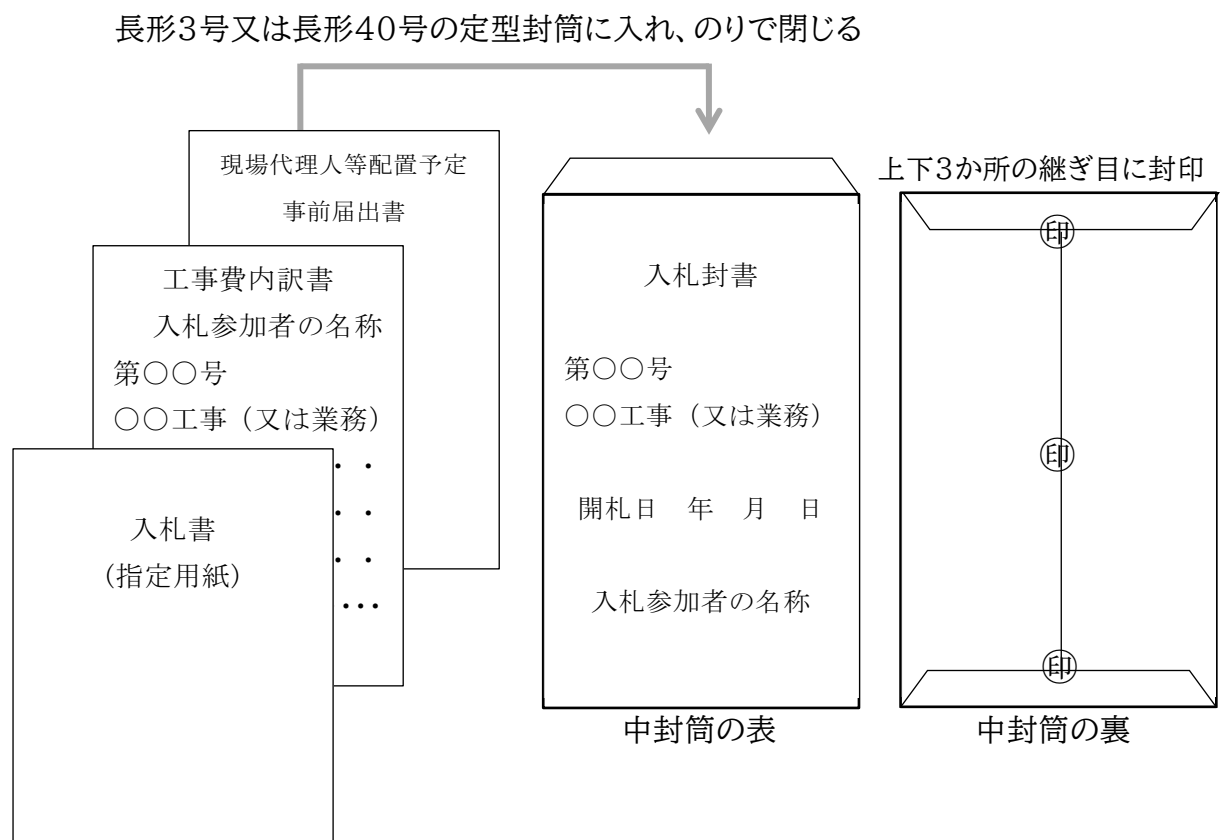 長形3号又は長形40号の定型封筒に入れ、のりで閉じる
現場代理人等配置予定
事前届出書
工事費内訳書
入札参加者の名称
第〇〇号
〇〇工事（又は業務）
・・
・・
・・
・・・
入札書
(指定用紙)
入札封書
第〇〇号
〇〇工事（又は業務）
開札日　年　月　日
入札参加者の名称
中封筒の表
上下3か所の継ぎ目に封印
㊞
㊞
㊞
中封筒の裏